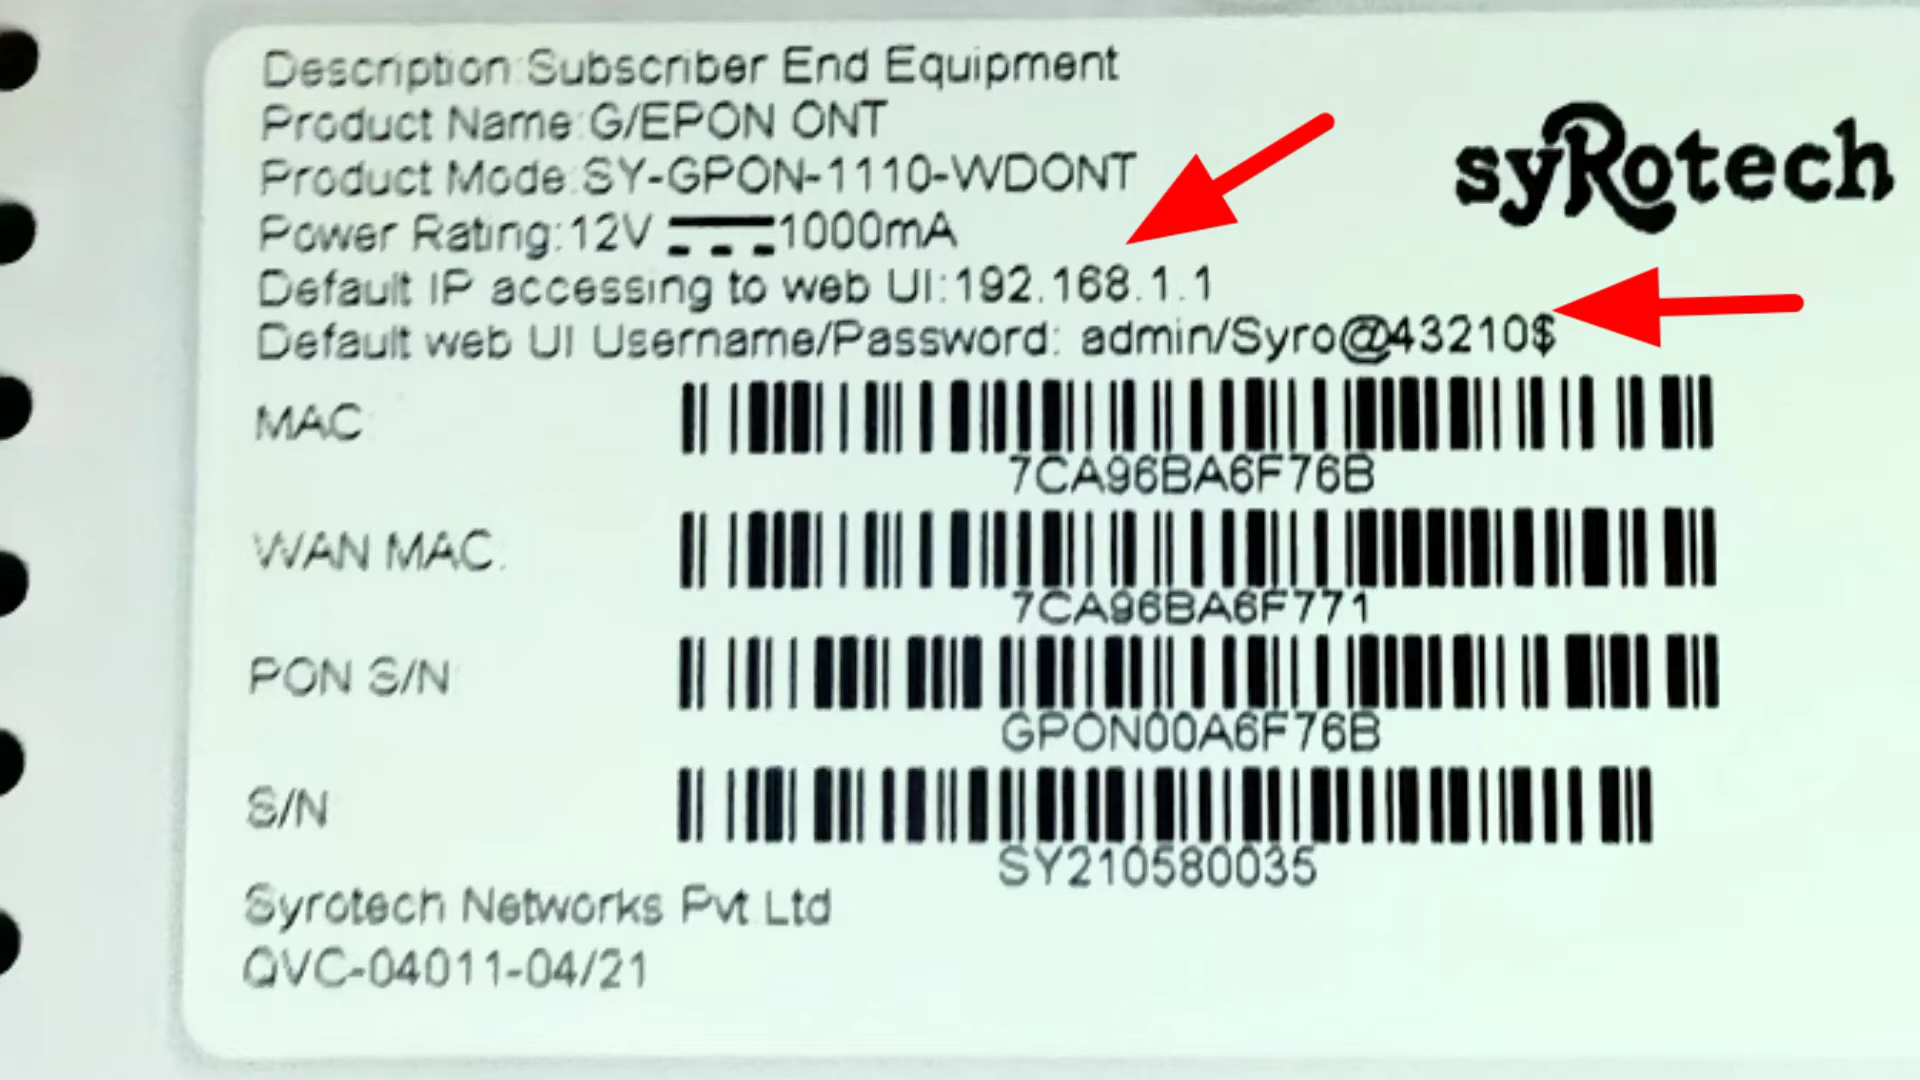 Description:Subscriber End Equipment
Product Name:G/EPON ONT
Product Mode:SY-GPON-1110-WDONT
syRotech
Power Rating:12V 1000mA
Default IP accessing to web UI:192.168.1.1
Default web UI Username/Password: admin/Syro@43210$
MAC:
7CA96BA6F76B
WAN MAC:
7CA96BA6F771
PON S/N:
GPON00A6F76B
S/N
SY210580035
Syrotech Networks Pvt Ltd
QVC-04011-04/21